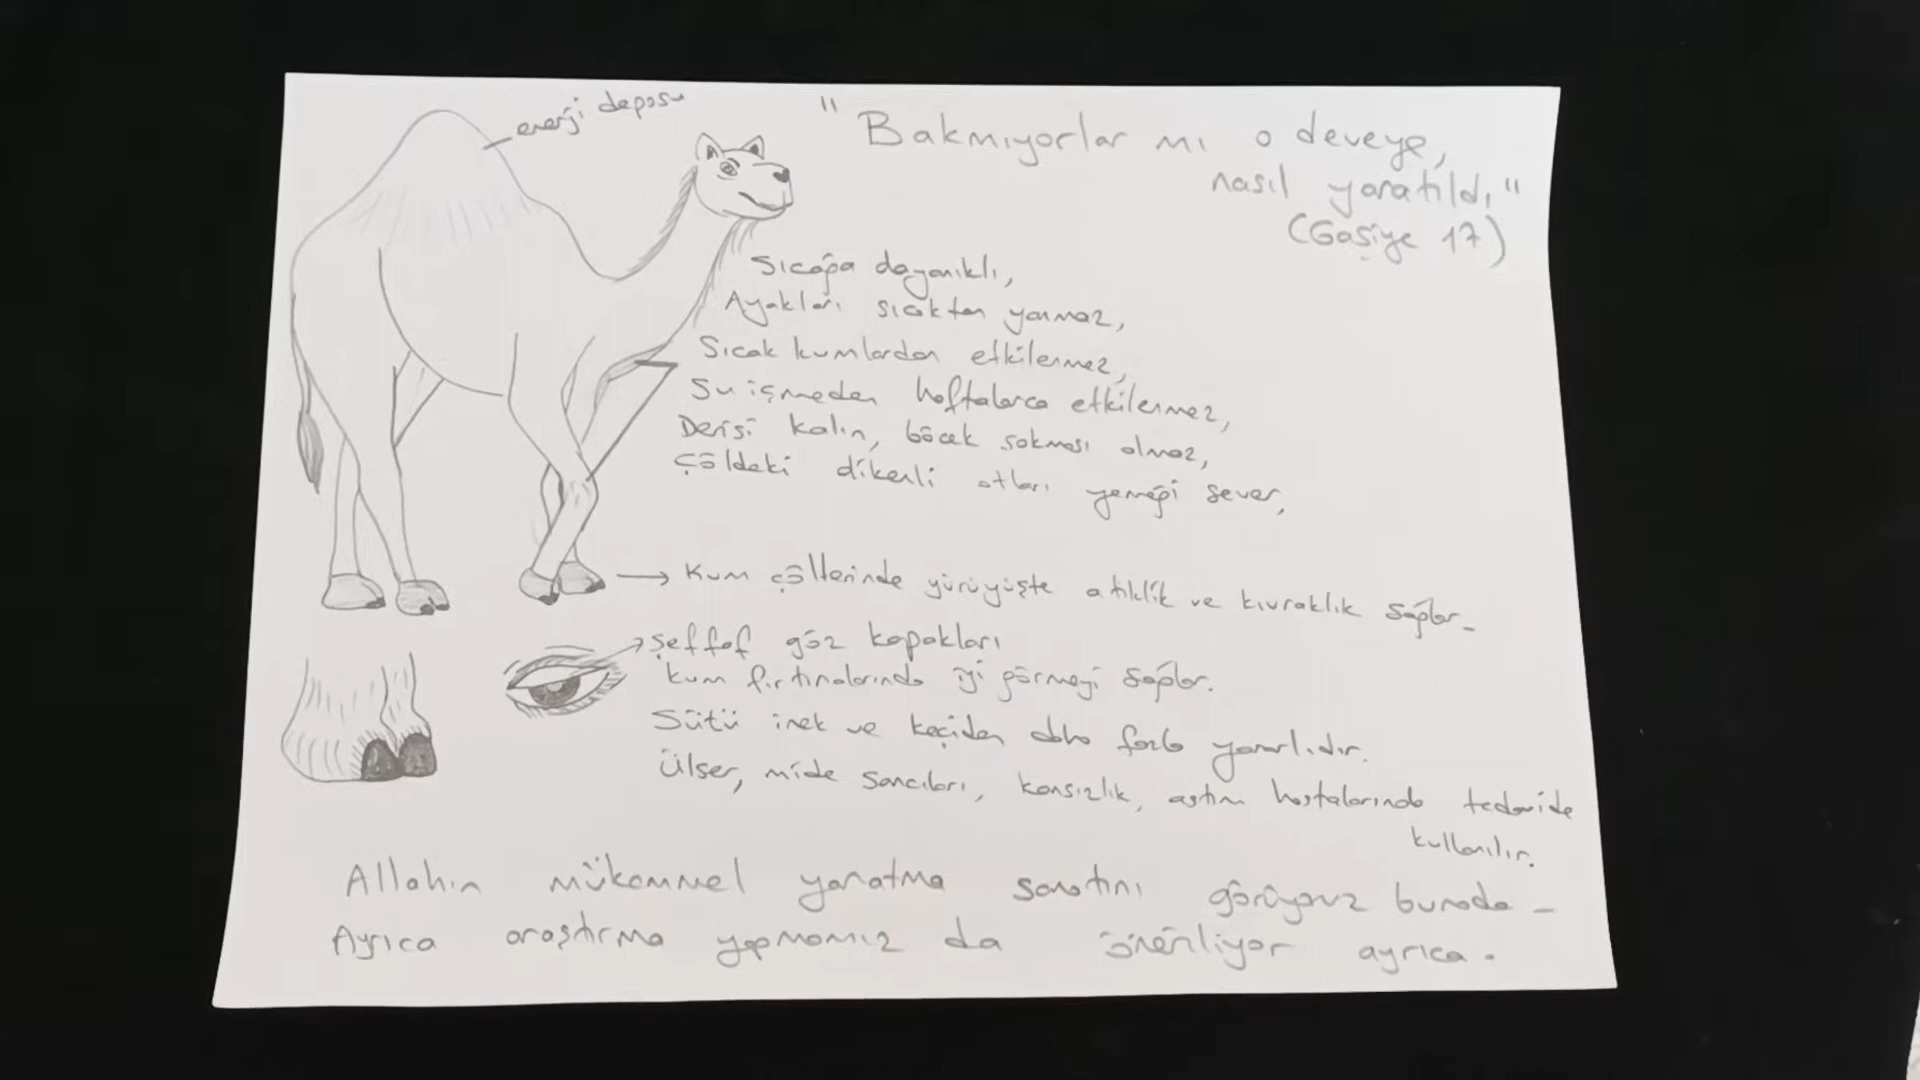 enerji deposu
" Bakmıyorlar mı o deveye,
nasıl yaratıldı"
(Gaşiye 17)
Sıcağa dayanıklı,
Ayakları sıcaktan yanmaz,
Sıcak kumlardan etkilenmez,
Su içmeden haftalarca etkilenmez,
Derisi kalın, böcek sokması olmaz,
Çöldeki dikenli otları yemeği sever,
→ Kum çöllerinde yürüyüşte atiklik ve kıvraklık sağlar_
→ şeffaf göz kapakları
kum fırtınalarında iyi görmeyi sağlar.
Sütü inek ve keçiden daha fazla yararlıdır.
Ülser, mide sancıları, kansızlık, astım hastalarında tedavide
kullanılır.
Allahın mükemmel yaratma sanatını görüyoruz burada _
Ayrıca araştırma yapmamız da öneriliyor ayrıca.